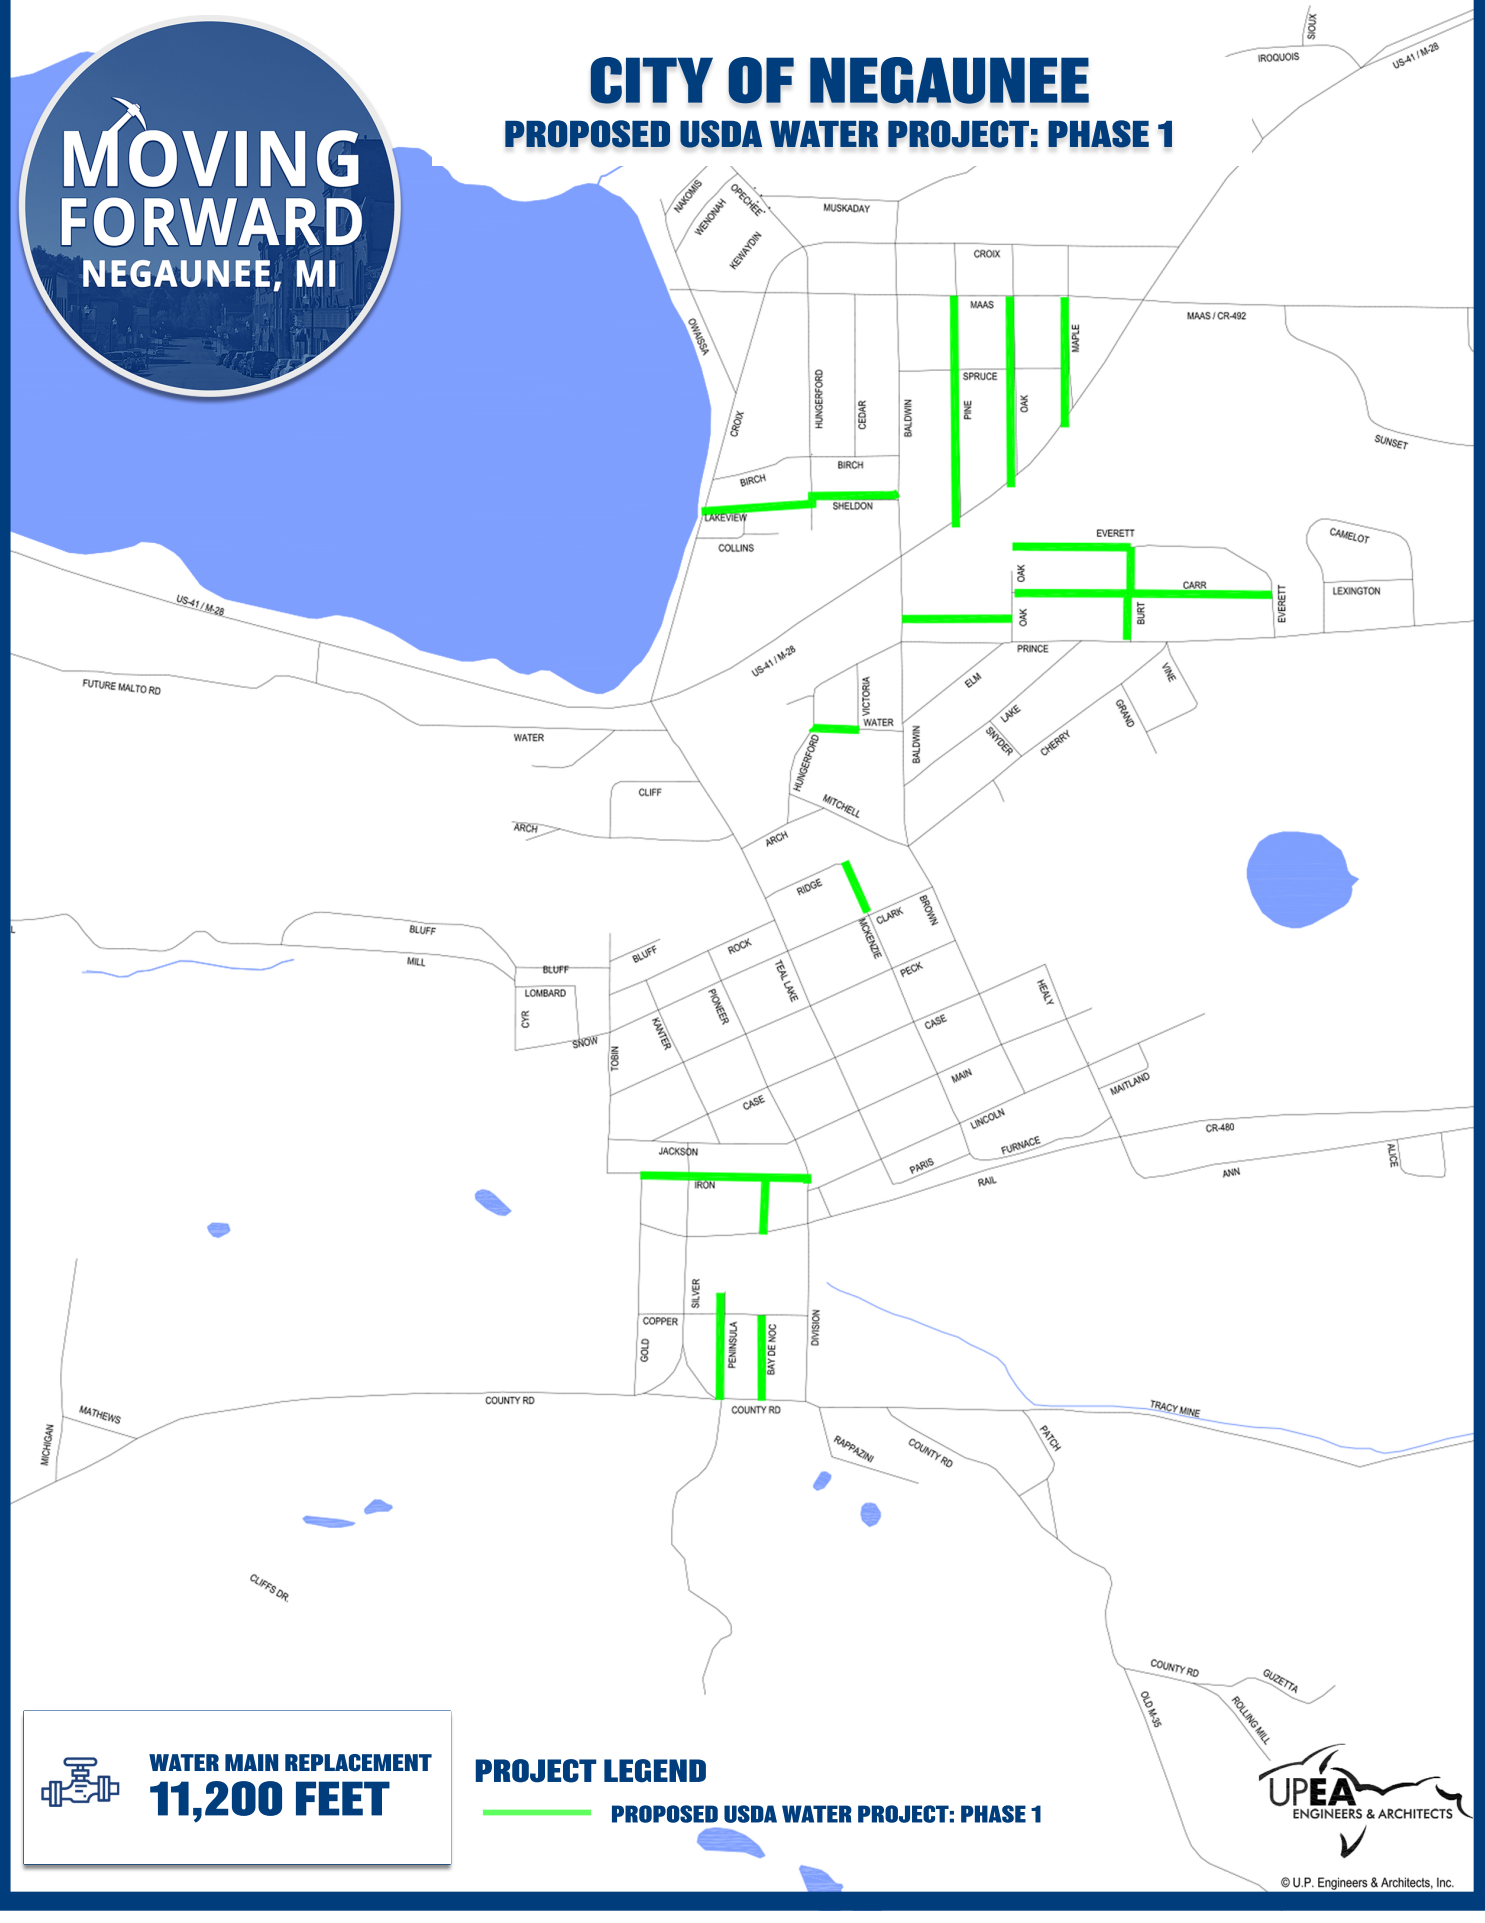 MOVING
FORWARD
NEGAUNEE, MI
CITY OF NEGAUNEE
PROPOSED USDA WATER PROJECT: PHASE 1
SIOUX
IROQUOIS
US-41 / M-28
NAKOMIS
WENONAH
OPECHEE
KEWAYDIN
MUSKADAY
CROIX
MAAS
MAAS / CR-492
OWAISSA
MAPLE
SPRUCE
HUNGERFORD
CEDAR
BALDWIN
PINE
OAK
CROIX
SUNSET
BIRCH
BIRCH
SHELDON
LAKEVIEW
COLLINS
EVERETT
CAMELOT
OAK
CARR
EVERETT
LEXINGTON
US-41 / M-28
OAK
BURT
PRINCE
US-41 / M-28
FUTURE MALTO RD
ELM
VINE
VICTORIA
WATER
LAKE
GRAND
WATER
SNYDER
CHERRY
BALDWIN
HUNGERFORD
CLIFF
MITCHELL
ARCH
ARCH
RIDGE
CLARK
BROWN
MCKENZIE
L
BLUFF
MILL
BLUFF
BLUFF
ROCK
PECK
LOMBARD
CYR
TEAL LAKE
PIONEER
HEALY
KANTER
SNOW
TOBIN
CASE
CASE
MAIN
MAITLAND
LINCOLN
FURNACE
CR-480
JACKSON
PARIS
ALICE
ANN
RAIL
IRON
SILVER
COPPER
GOLD
PENINSULA
BAY DE NOC
DIVISION
COUNTY RD
COUNTY RD
MATHEWS
MICHIGAN
TRACY MINE
RAPPAZINI
COUNTY RD
PATCH
CLIFFS DR.
COUNTY RD
GUZETTA
OLD M-35
ROLLING MILL
WATER MAIN REPLACEMENT
11,200 FEET
PROJECT LEGEND
PROPOSED USDA WATER PROJECT: PHASE 1
UPEA
ENGINEERS & ARCHITECTS
© U.P. Engineers & Architects, Inc.